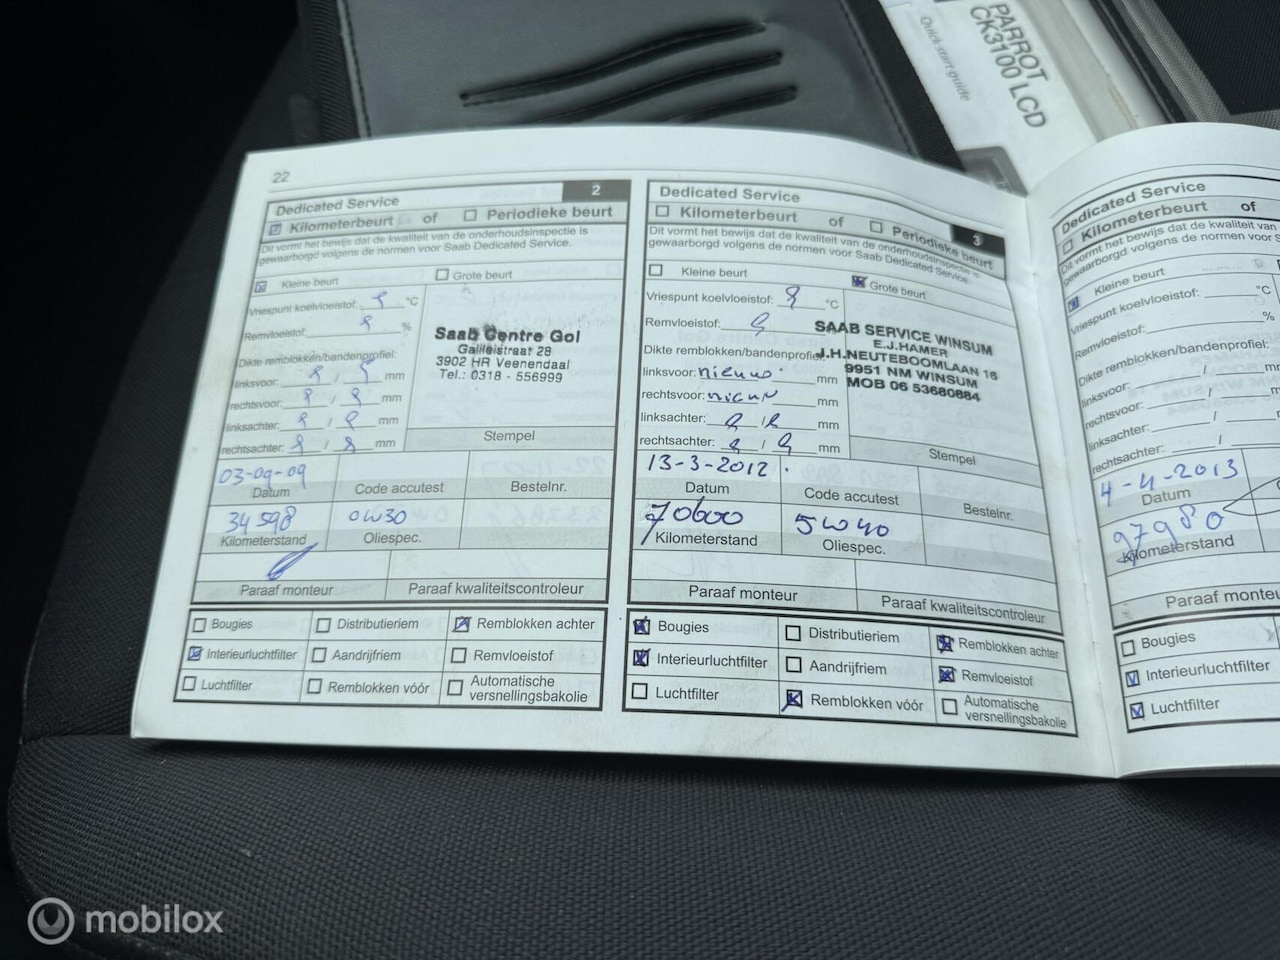 PARROT
CK3100 LCD
Quick start guide
22
2
Dedicated Service
Kilometerbeurt of Periodieke beurt
Dit vormt het bewijs dat de kwaliteit van de onderhoudsinspectie is
gewaarborgd volgens de normen voor Saab Dedicated Service.
Kleine beurt Grote beurt
Vriespunt koelvloeistof: °C
Remvloeistof: %
Dikte remblokken/bandenprofiel:
linksvoor: / mm
rechtsvoor: / mm
linksachter: / mm
rechtsachter: / mm
Saab Centre Gol
Galileistraat 28
3902 HR Veenendaal
Tel.: 0318 - 556999
Stempel
03-09-09
Datum Code accutest Bestelnr.
34598 0W30
Kilometerstand Oliespec.
Paraaf monteur Paraaf kwaliteitscontroleur
Bougies Distributieriem Remblokken achter
Interieurluchtfilter Aandrijfriem Remvloeistof
Luchtfilter Remblokken vóór Automatische
versnellingsbakolie
3
Dedicated Service
Kilometerbeurt of Periodieke beurt
Dit vormt het bewijs dat de kwaliteit van de onderhoudsinspectie is
gewaarborgd volgens de normen voor Saab Dedicated Service.
Kleine beurt Grote beurt
Vriespunt koelvloeistof: °C
Remvloeistof:
Dikte remblokken/bandenprofiel:
linksvoor: nieuw mm
rechtsvoor: nieuw mm
linksachter: / mm
rechtsachter: / mm
SAAB SERVICE WINSUM
E.J.HAMER
J.H.NEUTEBOOMLAAN 16
9951 NM WINSUM
MOB 06 53680884
Stempel
13-3-2012.
Datum Code accutest Bestelnr.
70600 5W40
Kilometerstand Oliespec.
Paraaf monteur Paraaf kwaliteitscontroleur
Bougies Distributieriem Remblokken achter
Interieurluchtfilter Aandrijfriem Remvloeistof
Luchtfilter Remblokken vóór Automatische
versnellingsbakolie
Dedicated Service
Kilometerbeurt of
Dit vormt het bewijs dat de kwaliteit van de
gewaarborgd volgens de normen voor
Kleine beurt
Vriespunt koelvloeistof: °C
Remvloeistof: %
Dikte remblokken/bandenprofiel:
linksvoor: / mm
rechtsvoor: / mm
linksachter: /
rechtsachter: /
4-4-2013
Datum
97980
Kilometerstand
Paraaf
Bougies
Interieurluchtfilter
Luchtfilter
mobilox